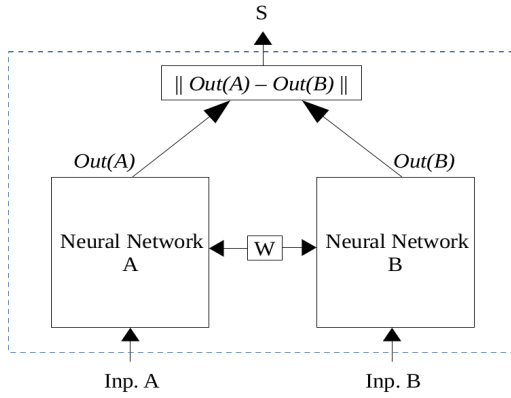 S
|| Out(A) – Out(B) ||
Out(A)
Out(B)
Neural Network
A
W
Neural Network
B
Inp. A
Inp. B